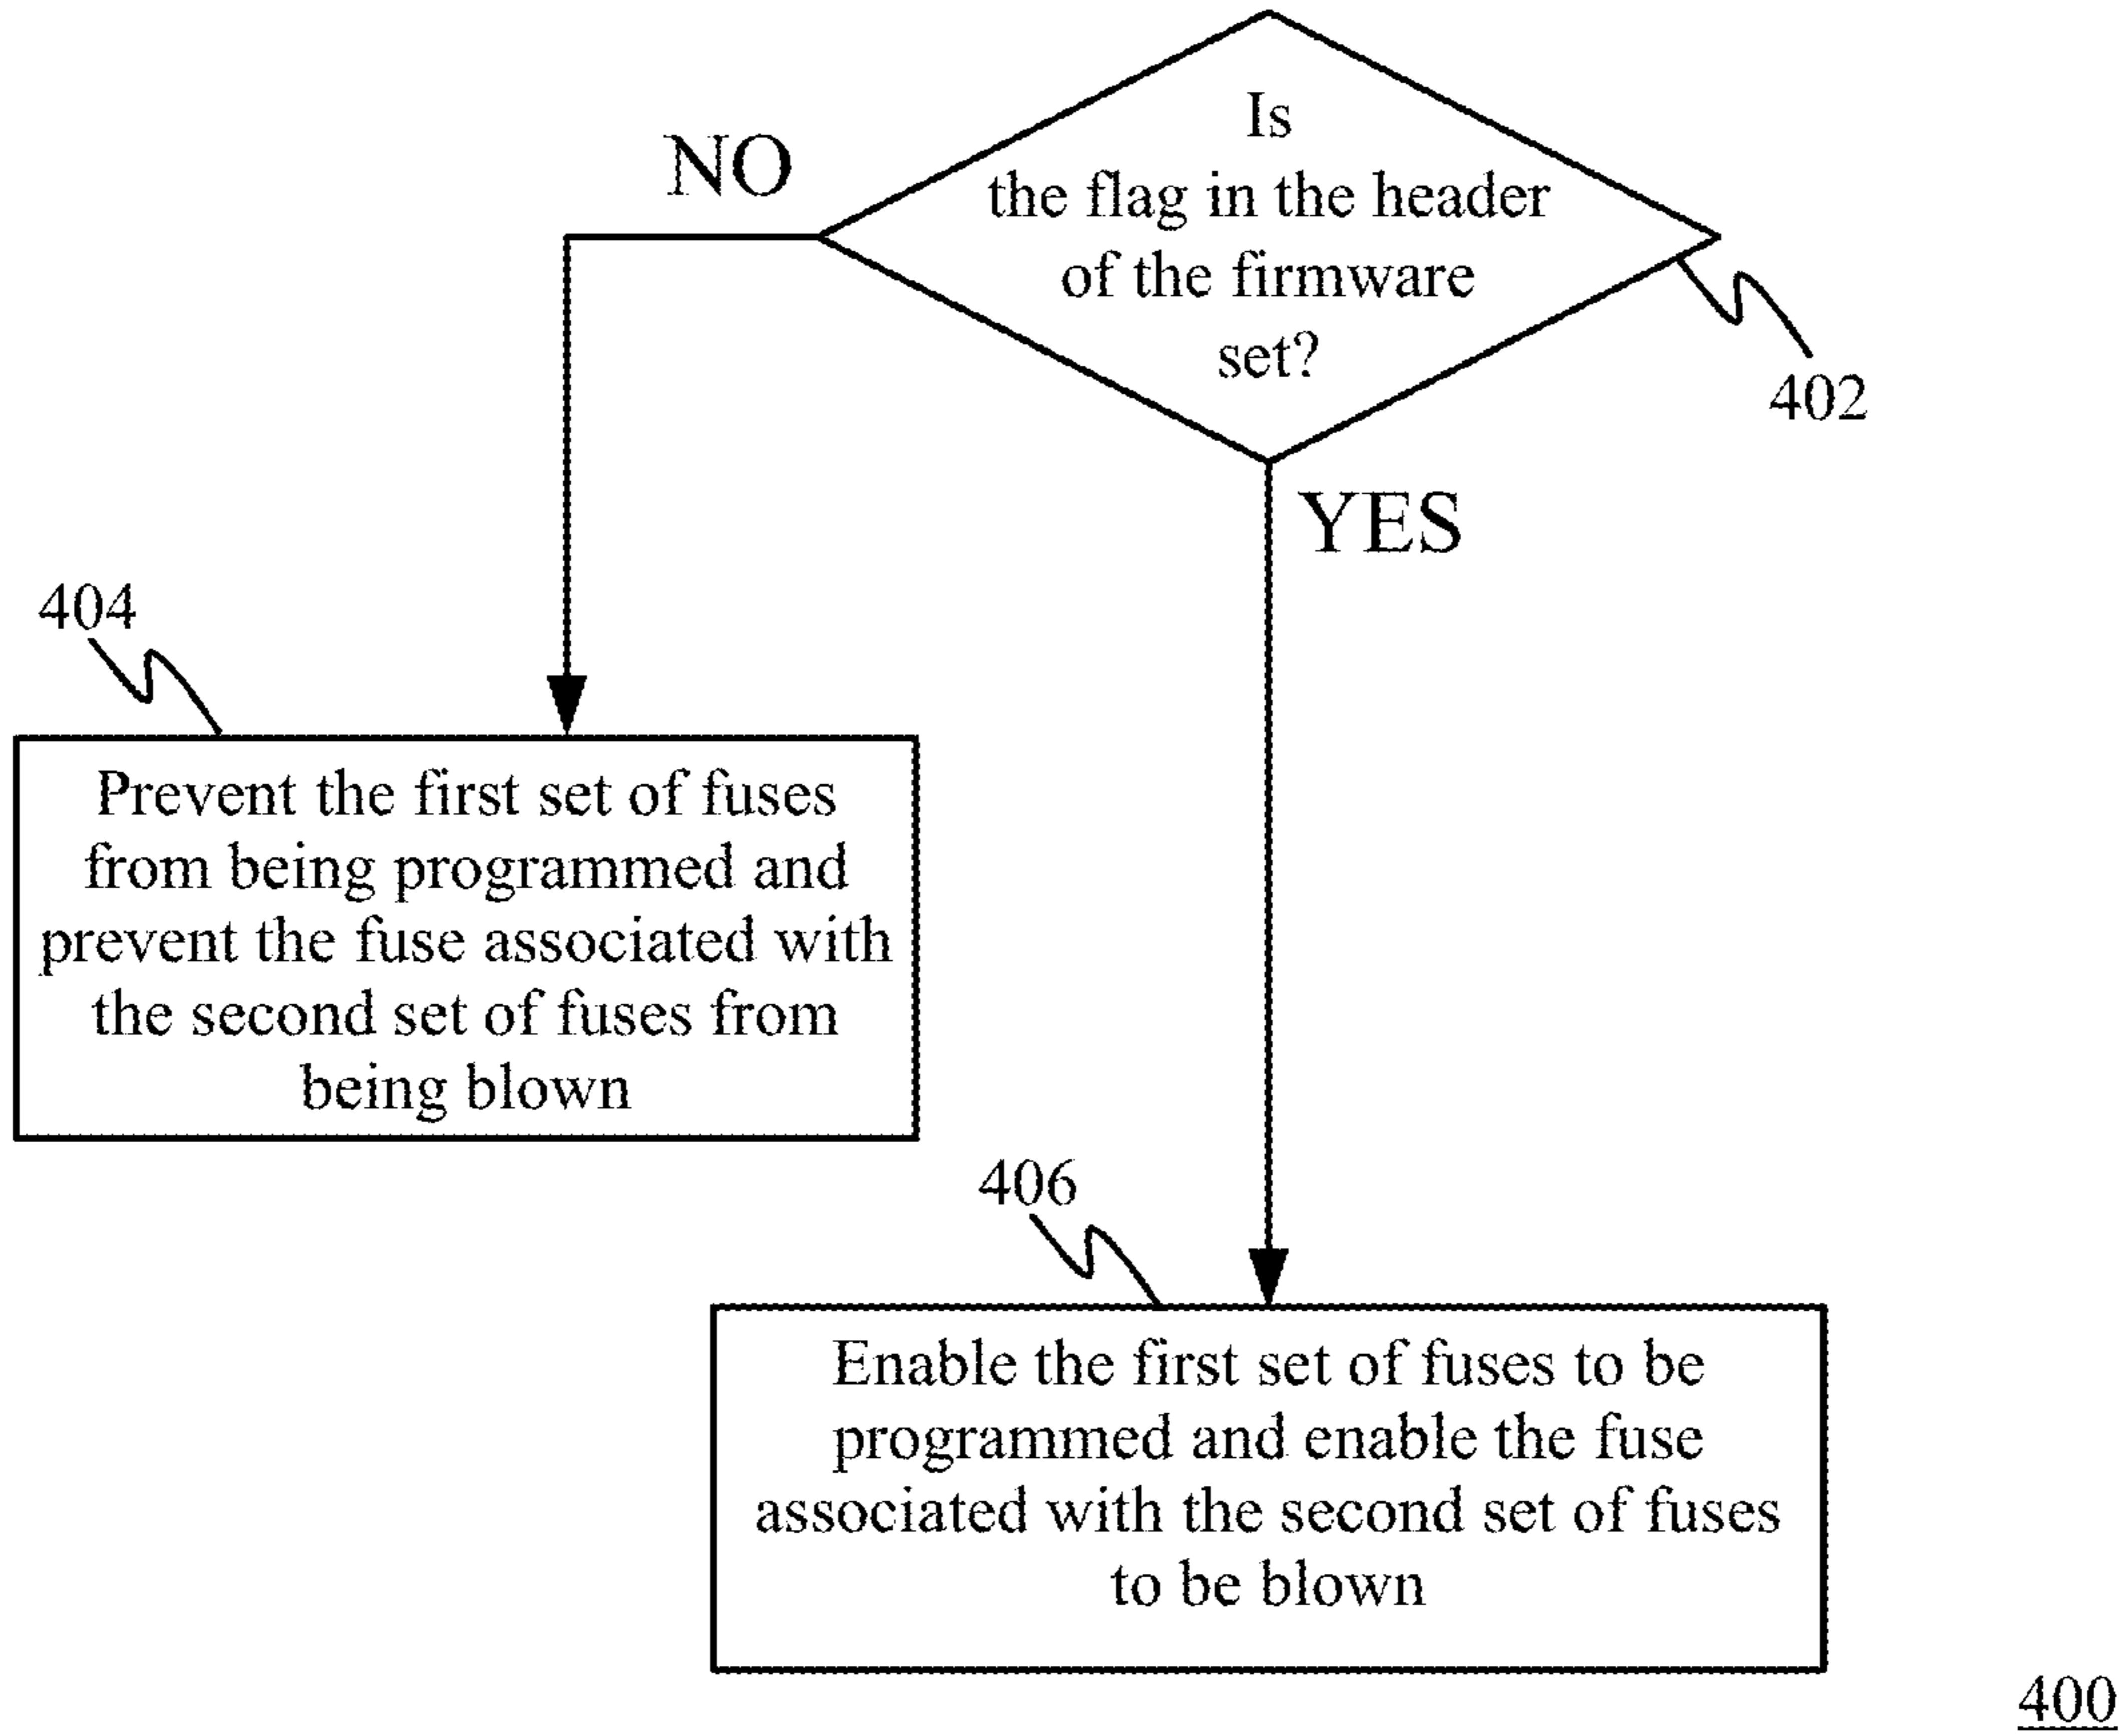 Is
the flag in the header
of the firmware
set?
NO
402
YES
404
Prevent the first set of fuses
from being programmed and
prevent the fuse associated with
the second set of fuses from
being blown
406
Enable the first set of fuses to be
programmed and enable the fuse
associated with the second set of fuses
to be blown
400